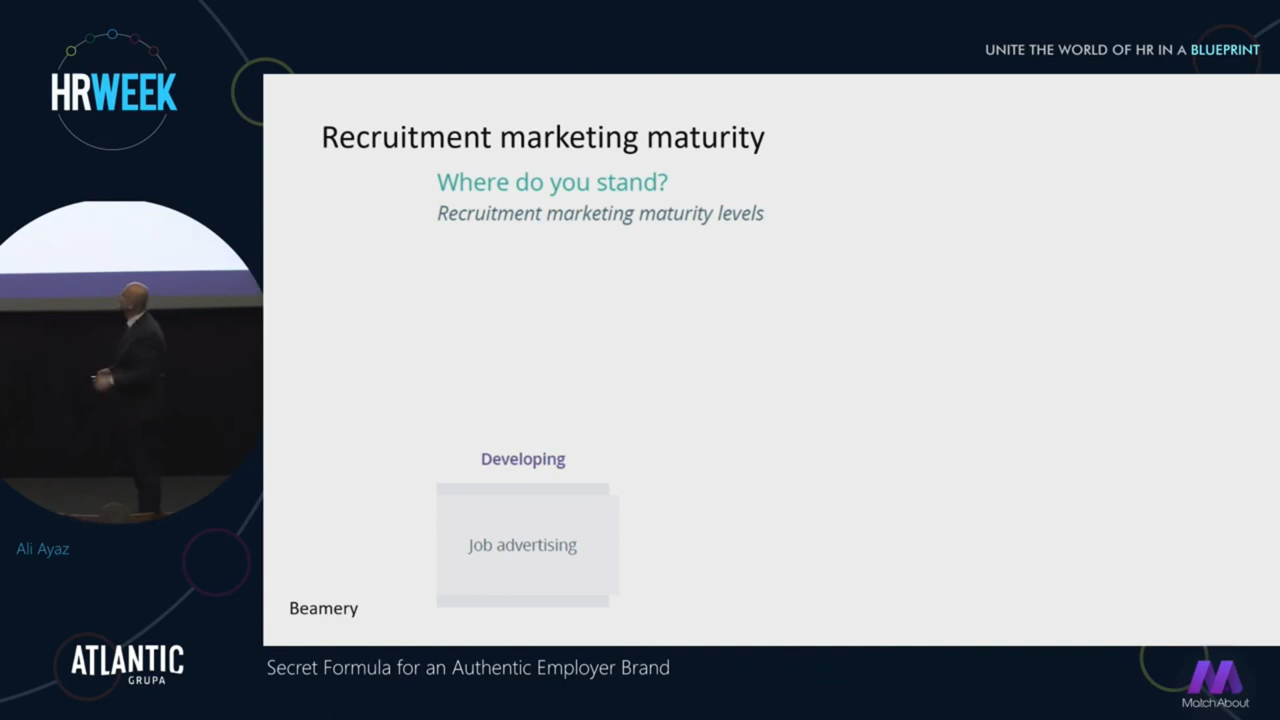 HRWEEK
UNITE THE WORLD OF HR IN A BLUEPRINT
Recruitment marketing maturity
Where do you stand?
Recruitment marketing maturity levels
Developing
Job advertising
Beamery
Ali Ayaz
ATLANTIC
GRUPA
Secret Formula for an Authentic Employer Brand
MatchAbout